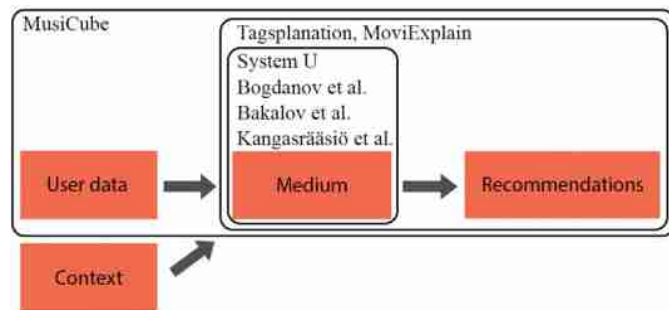 MusiCube
Tagsplanation, MoviExplain
System U
Bogdanov et al.
Bakalov et al.
Kangasrääsiö et al.
User data
Medium
Recommendations
Context